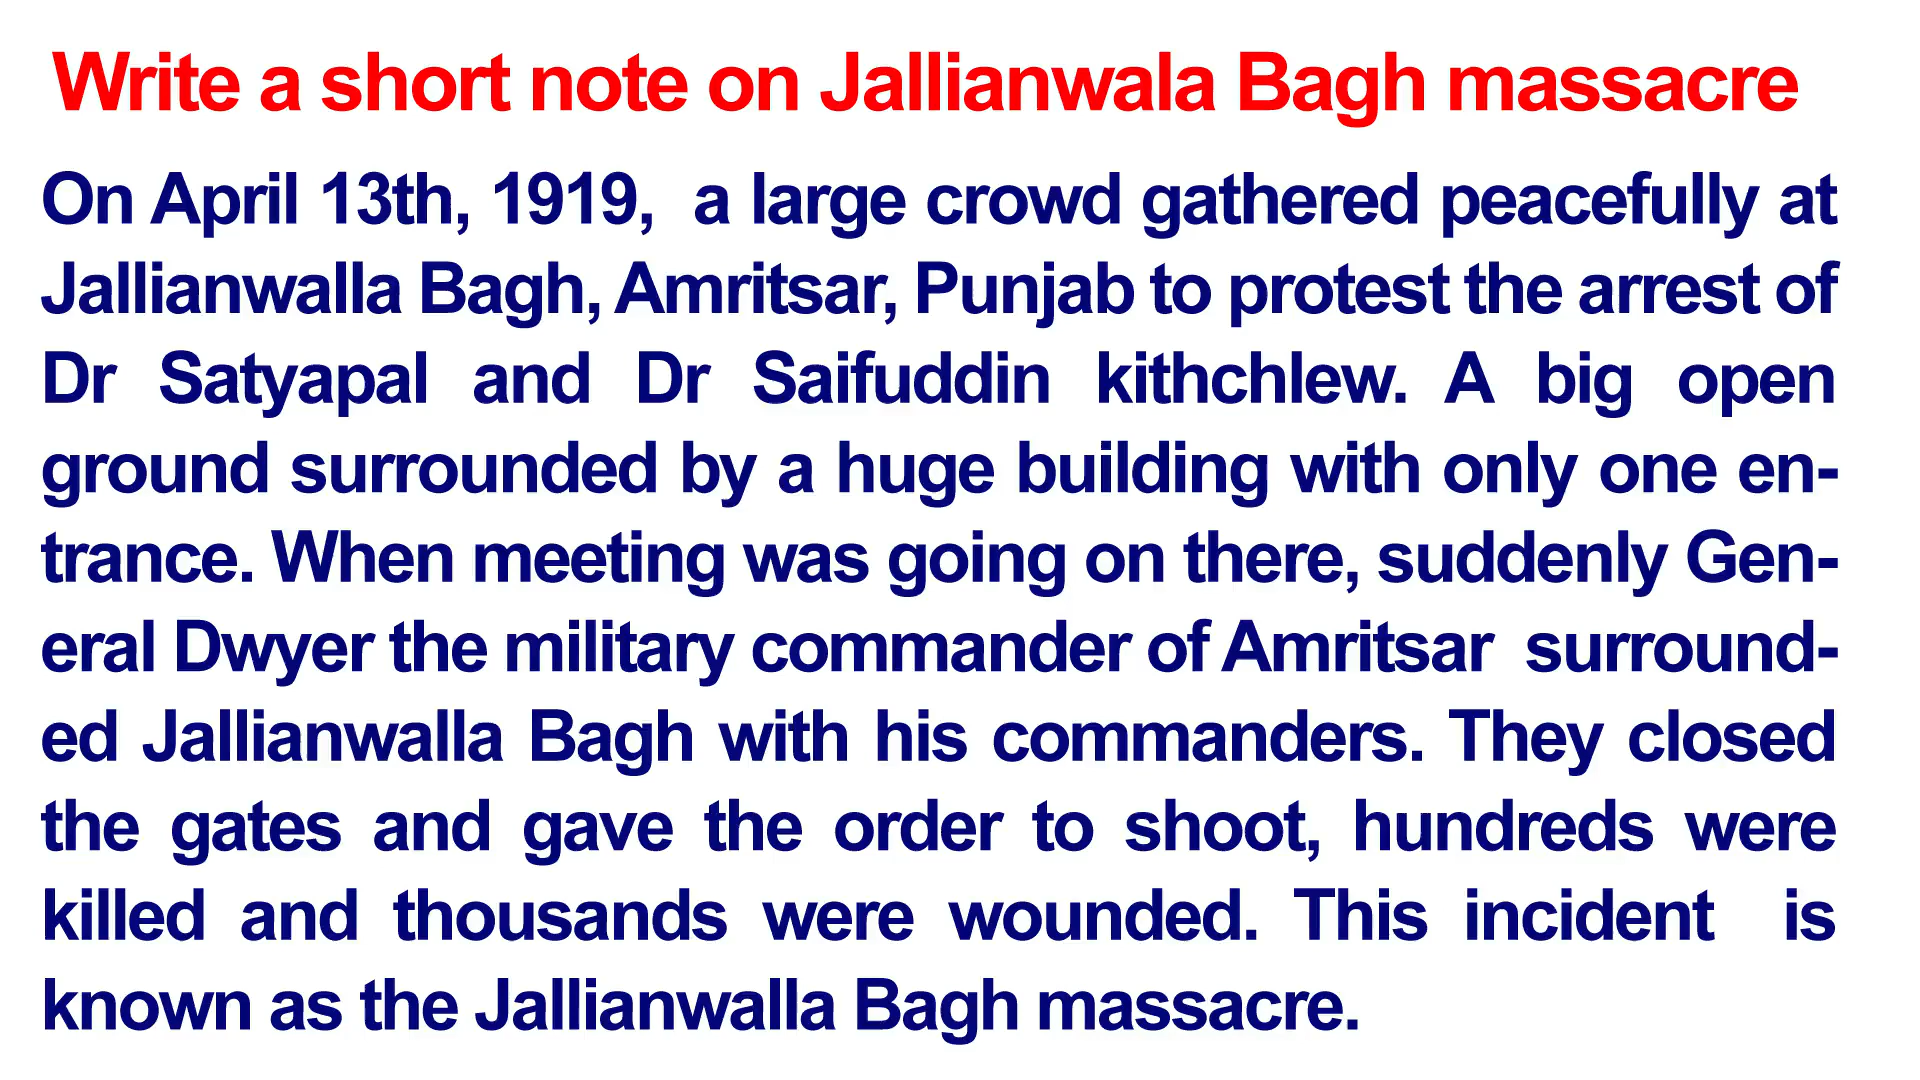 Write a short note on Jallianwala Bagh massacre
On April 13th, 1919,  a large crowd gathered peacefully at
Jallianwalla Bagh, Amritsar, Punjab to protest the arrest of
Dr Satyapal and Dr Saifuddin kithchlew. A big open
ground surrounded by a huge building with only one en-
trance. When meeting was going on there, suddenly Gen-
eral Dwyer the military commander of Amritsar  surround-
ed Jallianwalla Bagh with his commanders. They closed
the gates and gave the order to shoot, hundreds were
killed and thousands were wounded. This incident  is
known as the Jallianwalla Bagh massacre.